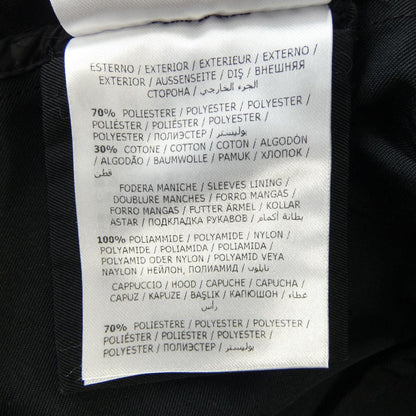 ESTERNO / EXTERIOR / EXTERIEUR / EXTERNO /
EXTERIOR / AUSSENSEITE / DIŞ / ВНЕШНЯЯ
СТОРОНА / الجزء الخارجي
70% POLIESTERE / POLYESTER / POLYESTER /
POLIÉSTER / POLIÉSTER / POLYESTER /
POLYESTER / ПОЛИЭСТЕР / بوليستر
30% COTONE / COTTON / COTON / ALGODÓN
/ ALGODÃO / BAUMWOLLE / PAMUK / ХЛОПОК /
قطن
FODERA MANICHE / SLEEVES LINING /
DOUBLURE MANCHES / FORRO MANGAS /
FORRO MANGAS / FUTTER ÄRMEL / KOLLAR
ASTAR / ПОДКЛАДКА РУКАВОВ / بطانة أكمام
100% POLIAMMIDE / POLYAMIDE / NYLON /
POLYAMIDE / POLIAMIDA / POLIAMIDA /
POLYAMID ODER NYLON / POLYAMID VEYA
NAYLON / НЕЙЛОН, ПОЛИАМИД / نايلون
CAPPUCCIO / HOOD / CAPUCHE / CAPUCHA /
CAPUZ / KAPUZE / BAŞLIK / КАПЮШОН / غطاء
رأس
70% POLIESTERE / POLYESTER / POLYESTER /
POLIÉSTER / POLIÉSTER / POLYESTER /
POLYESTER / ПОЛИЭСТЕР / بوليستر